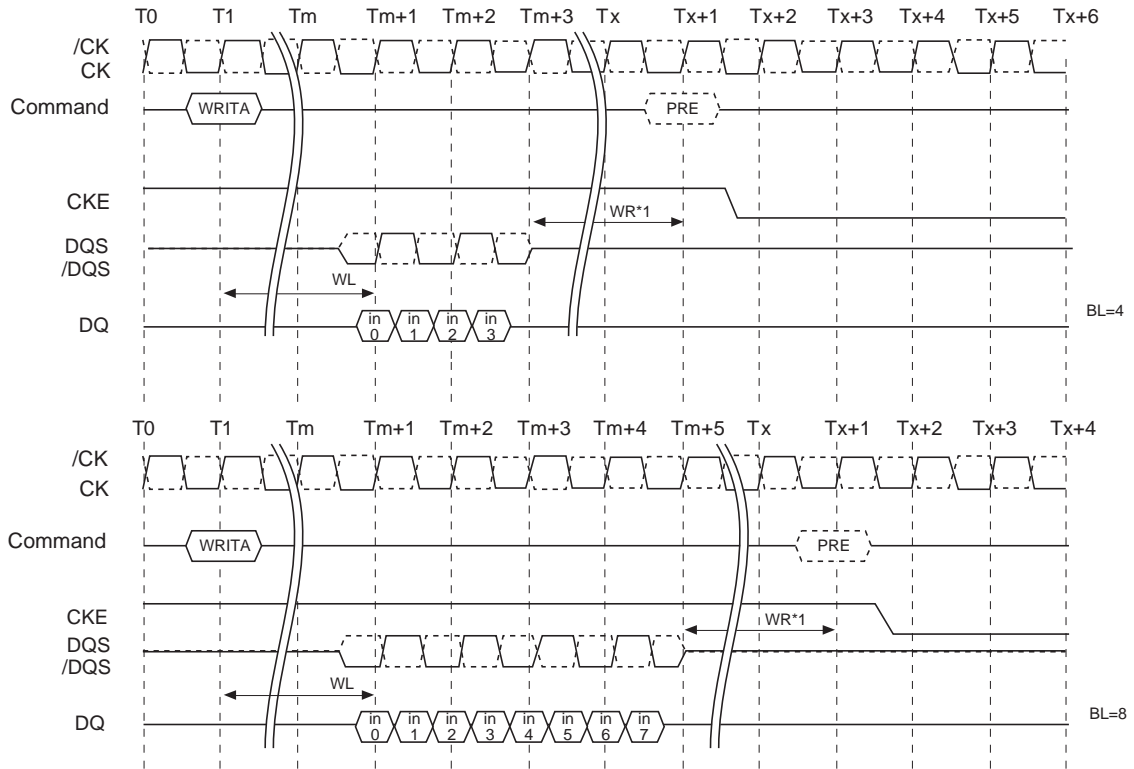 T0 T1 Tm Tm+1 Tm+2 Tm+3 Tx Tx+1 Tx+2 Tx+3 Tx+4 Tx+5 Tx+6
/CK
CK
Command WRITA PRE
CKE
WR*1
DQS
/DQS
WL
DQ in 0 in 1 in 2 in 3
BL=4
T0 T1 Tm Tm+1 Tm+2 Tm+3 Tm+4 Tm+5 Tx Tx+1 Tx+2 Tx+3 Tx+4
/CK
CK
Command WRITA PRE
CKE
WR*1
DQS
/DQS
WL
DQ in 0 in 1 in 2 in 3 in 4 in 5 in 6 in 7
BL=8